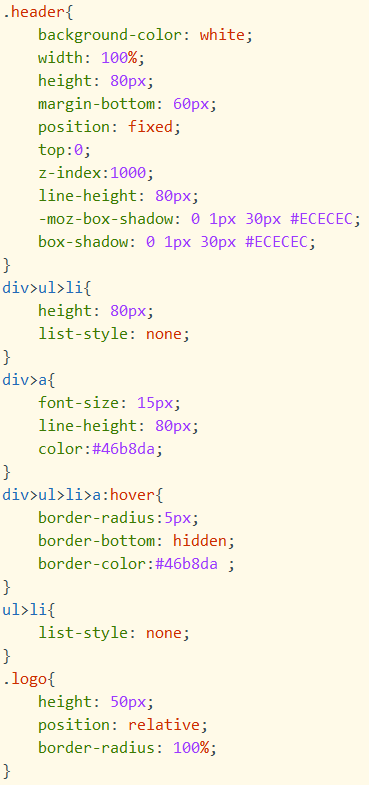 .header{
    background-color: white;
    width: 100%;
    height: 80px;
    margin-bottom: 60px;
    position: fixed;
    top:0;
    z-index:1000;
    line-height: 80px;
    -moz-box-shadow: 0 1px 30px #ECECEC;
    box-shadow: 0 1px 30px #ECECEC;
}
div>ul>li{
    height: 80px;
    list-style: none;
}
div>a{
    font-size: 15px;
    line-height: 80px;
    color:#46b8da;
}
div>ul>li>a:hover{
    border-radius:5px;
    border-bottom: hidden;
    border-color:#46b8da ;
}
ul>li{
    list-style: none;
}
.logo{
    height: 50px;
    position: relative;
    border-radius: 100%;
}